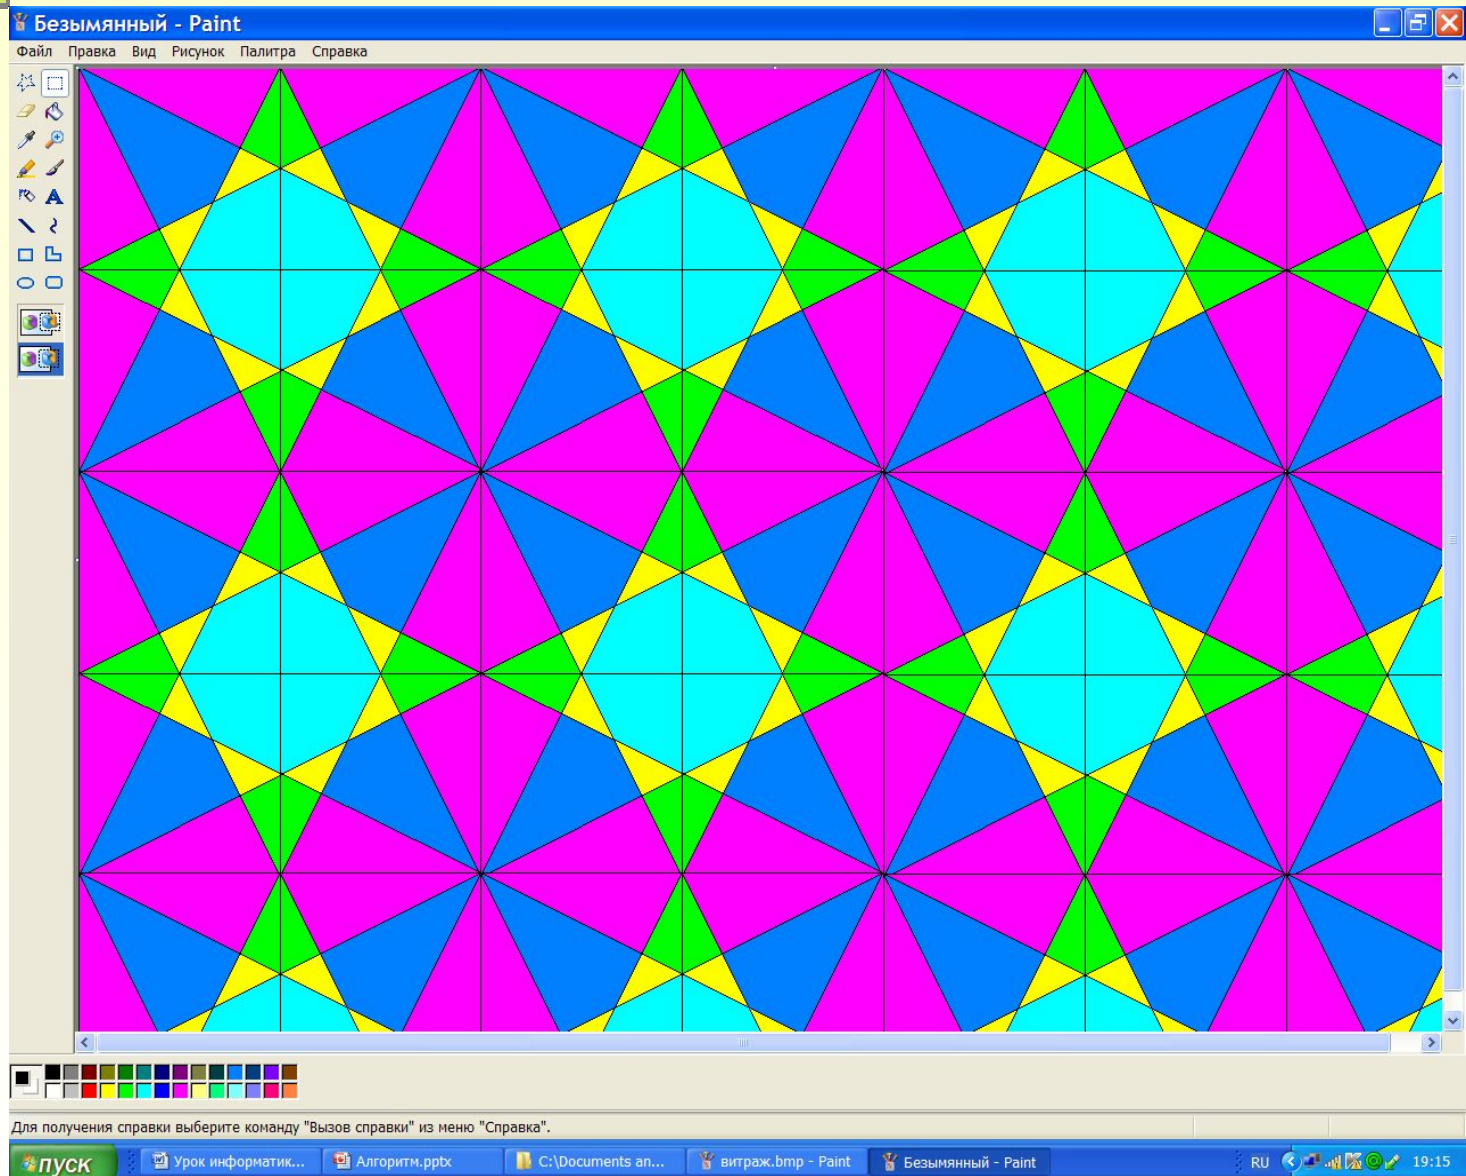 Безымянный - Paint
Файл Правка Вид Рисунок Палитра Справка
A
Для получения справки выберите команду "Вызов справки" из меню "Справка".
пуск Урок информатик... Алгоритм.pptx C:\Documents an... витраж.bmp - Paint Безымянный - Paint RU 19:15